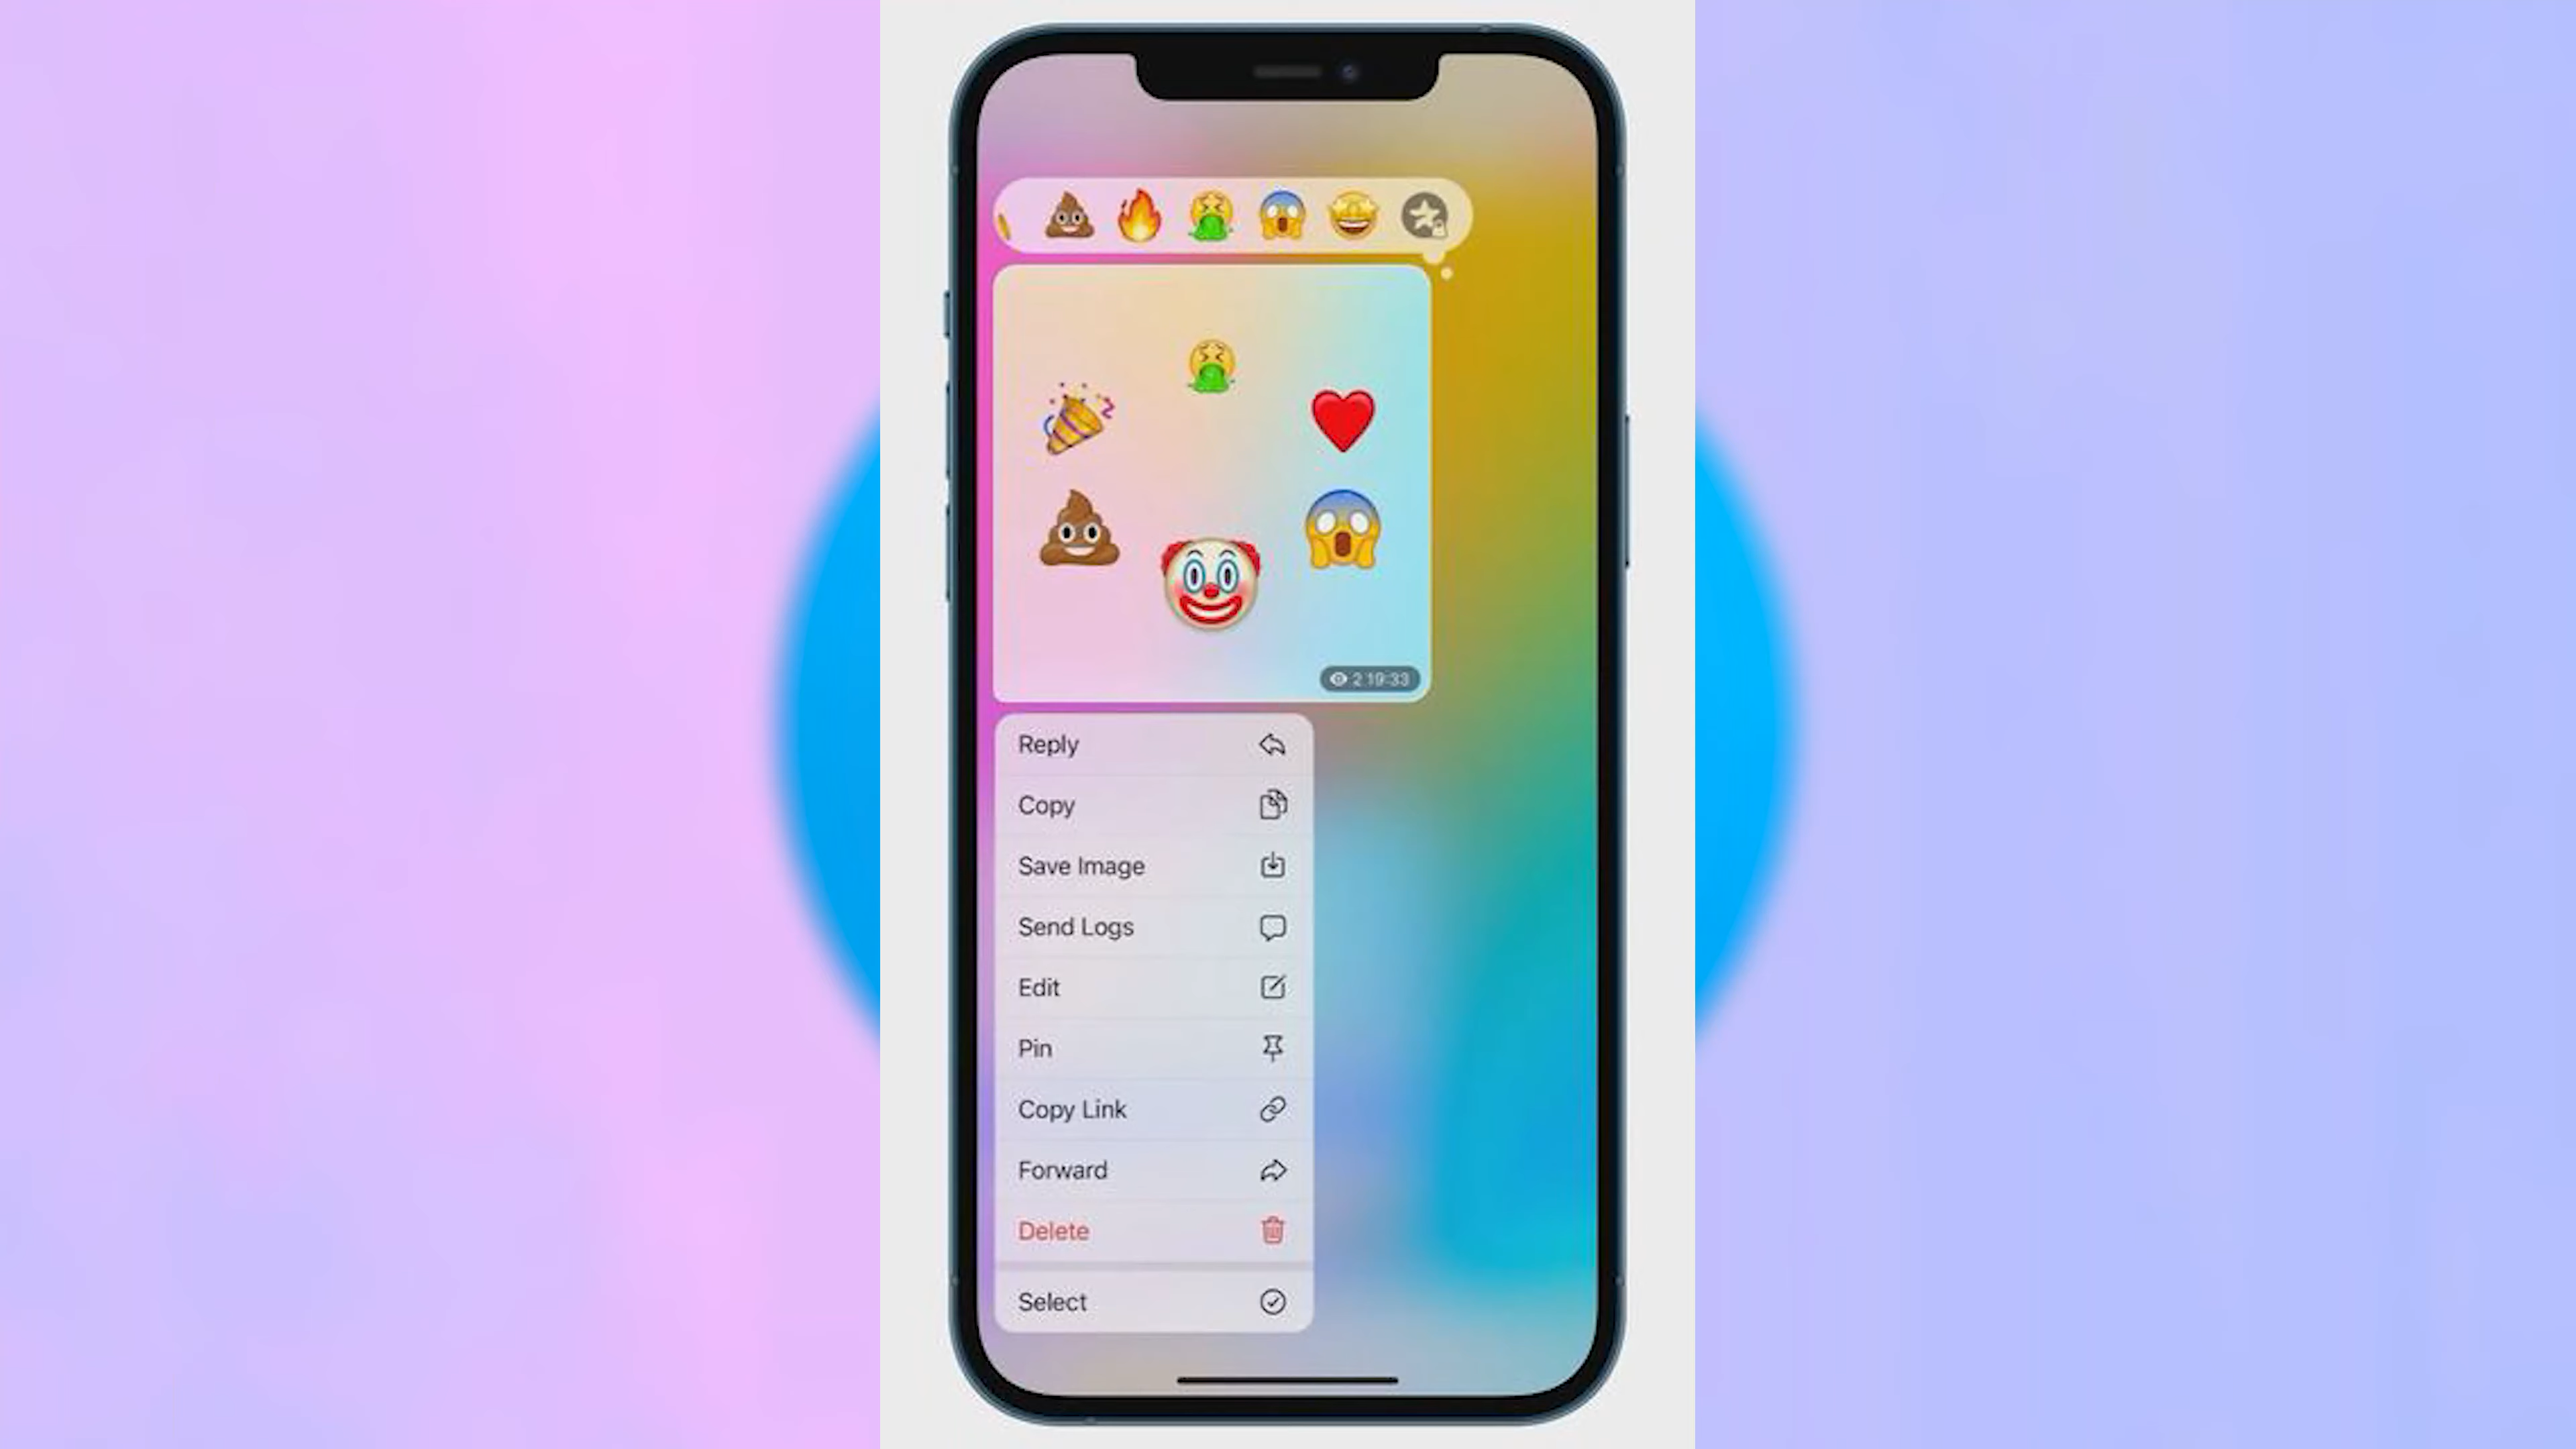 2 19:33
Reply
Copy
Save Image
Send Logs
Edit
Pin
Copy Link
Forward
Delete
Select